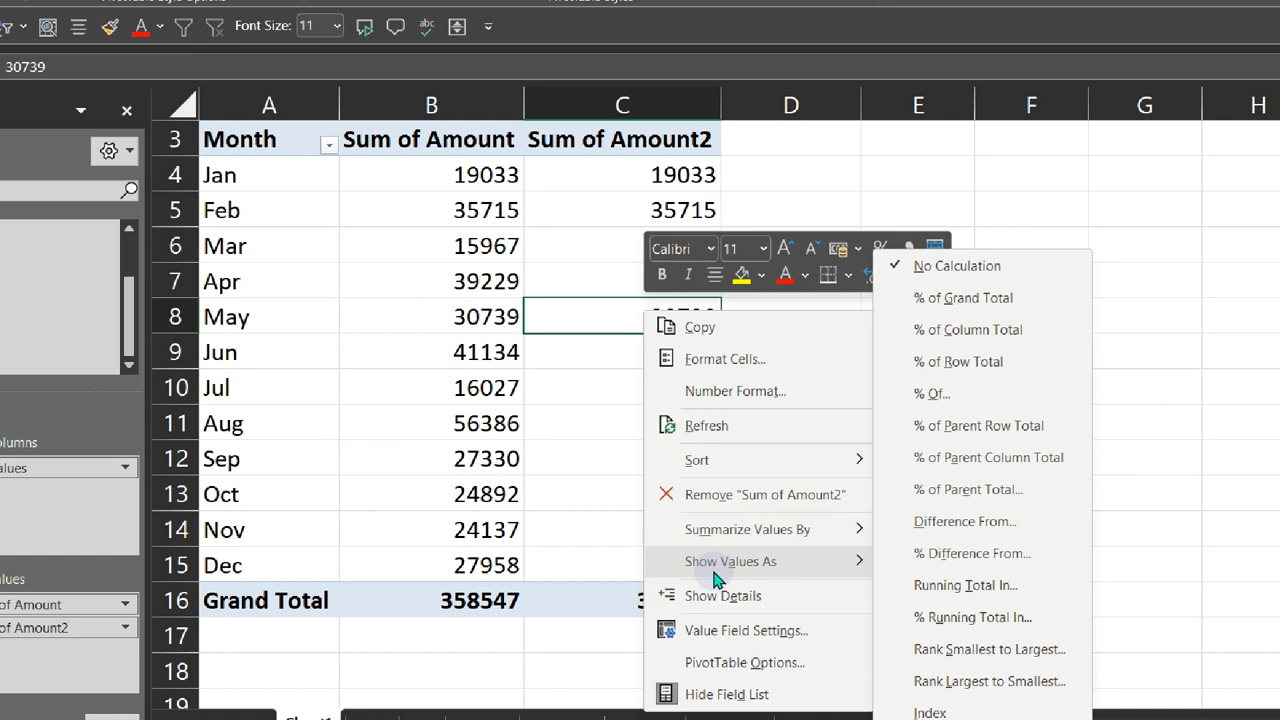 Font Size: 11
abc
30739
A B C D E F G H
3 Month Sum of Amount Sum of Amount2
4 Jan 19033 19033
5 Feb 35715 35715
6 Mar 15967
7 Apr 39229
8 May 30739
9 Jun 41134
10 Jul 16027
11 Aug 56386
12 Sep 27330
13 Oct 24892
14 Nov 24137
15 Dec 27958
16 Grand Total 358547
17
18
19
olumns
alues
alues
of Amount
of Amount2
Calibri 11
B I A
Copy
Format Cells...
Number Format...
Refresh
Sort
Remove "Sum of Amount2"
Summarize Values By
Show Values As
Show Details
Value Field Settings...
PivotTable Options...
Hide Field List
No Calculation
% of Grand Total
% of Column Total
% of Row Total
% Of...
% of Parent Row Total
% of Parent Column Total
% of Parent Total...
Difference From...
% Difference From...
Running Total In...
% Running Total In...
Rank Smallest to Largest...
Rank Largest to Smallest...
Index